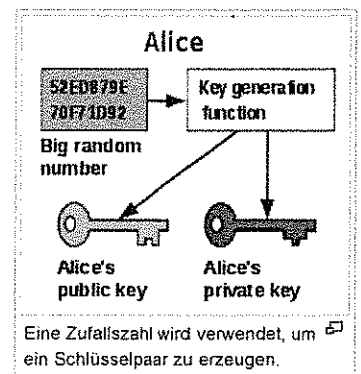 Alice
52ED879E
70F71D92
Key generation
function
Big random
number
Alice's
public key
Alice's
private key
Eine Zufallszahl wird verwendet, um
ein Schlüsselpaar zu erzeugen.